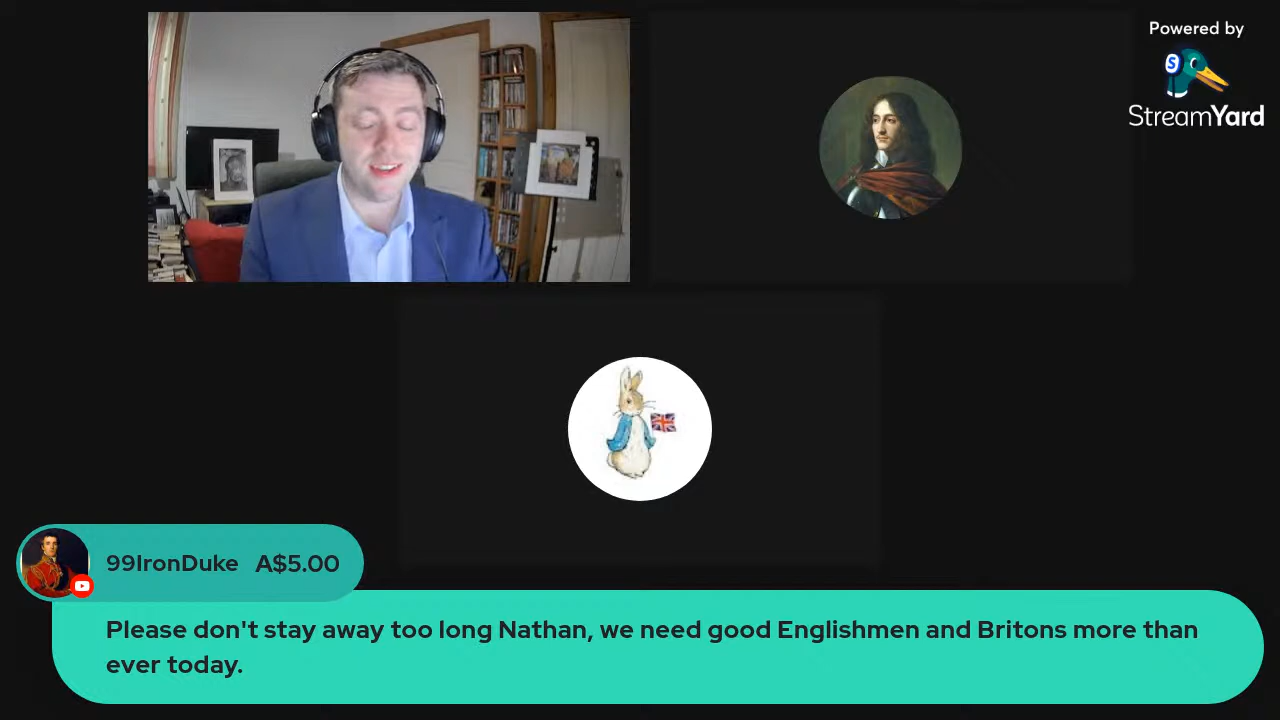 Powered by
S
StreamYard
99IronDuke A$5.00
Please don't stay away too long Nathan, we need good Englishmen and Britons more than
ever today.